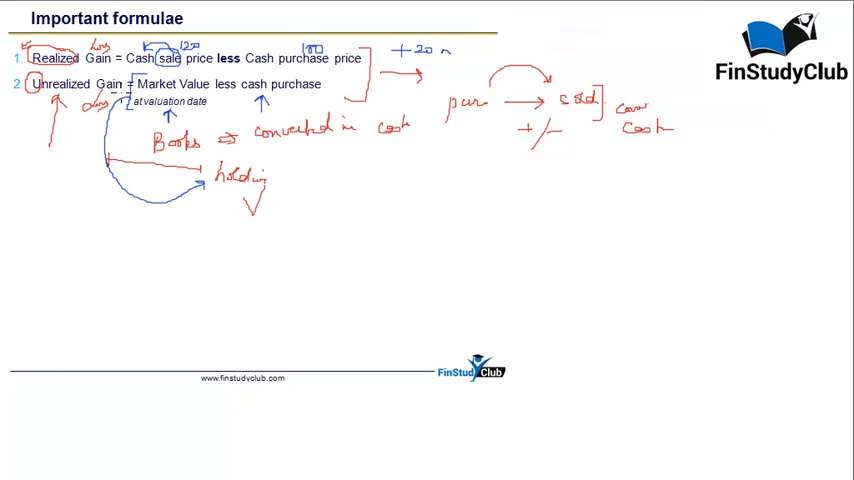 Important formulae
loss 120 100 + 20
1. Realized Gain = Cash sale price less Cash purchase price
2. Unrealized Gain = Market Value less cash purchase
loss at valuation date
pur → sold
+/-
cash
Books ⇒ converted in cash
holding
FinStudyClub
FinStudyClub
www.finstudyclub.com